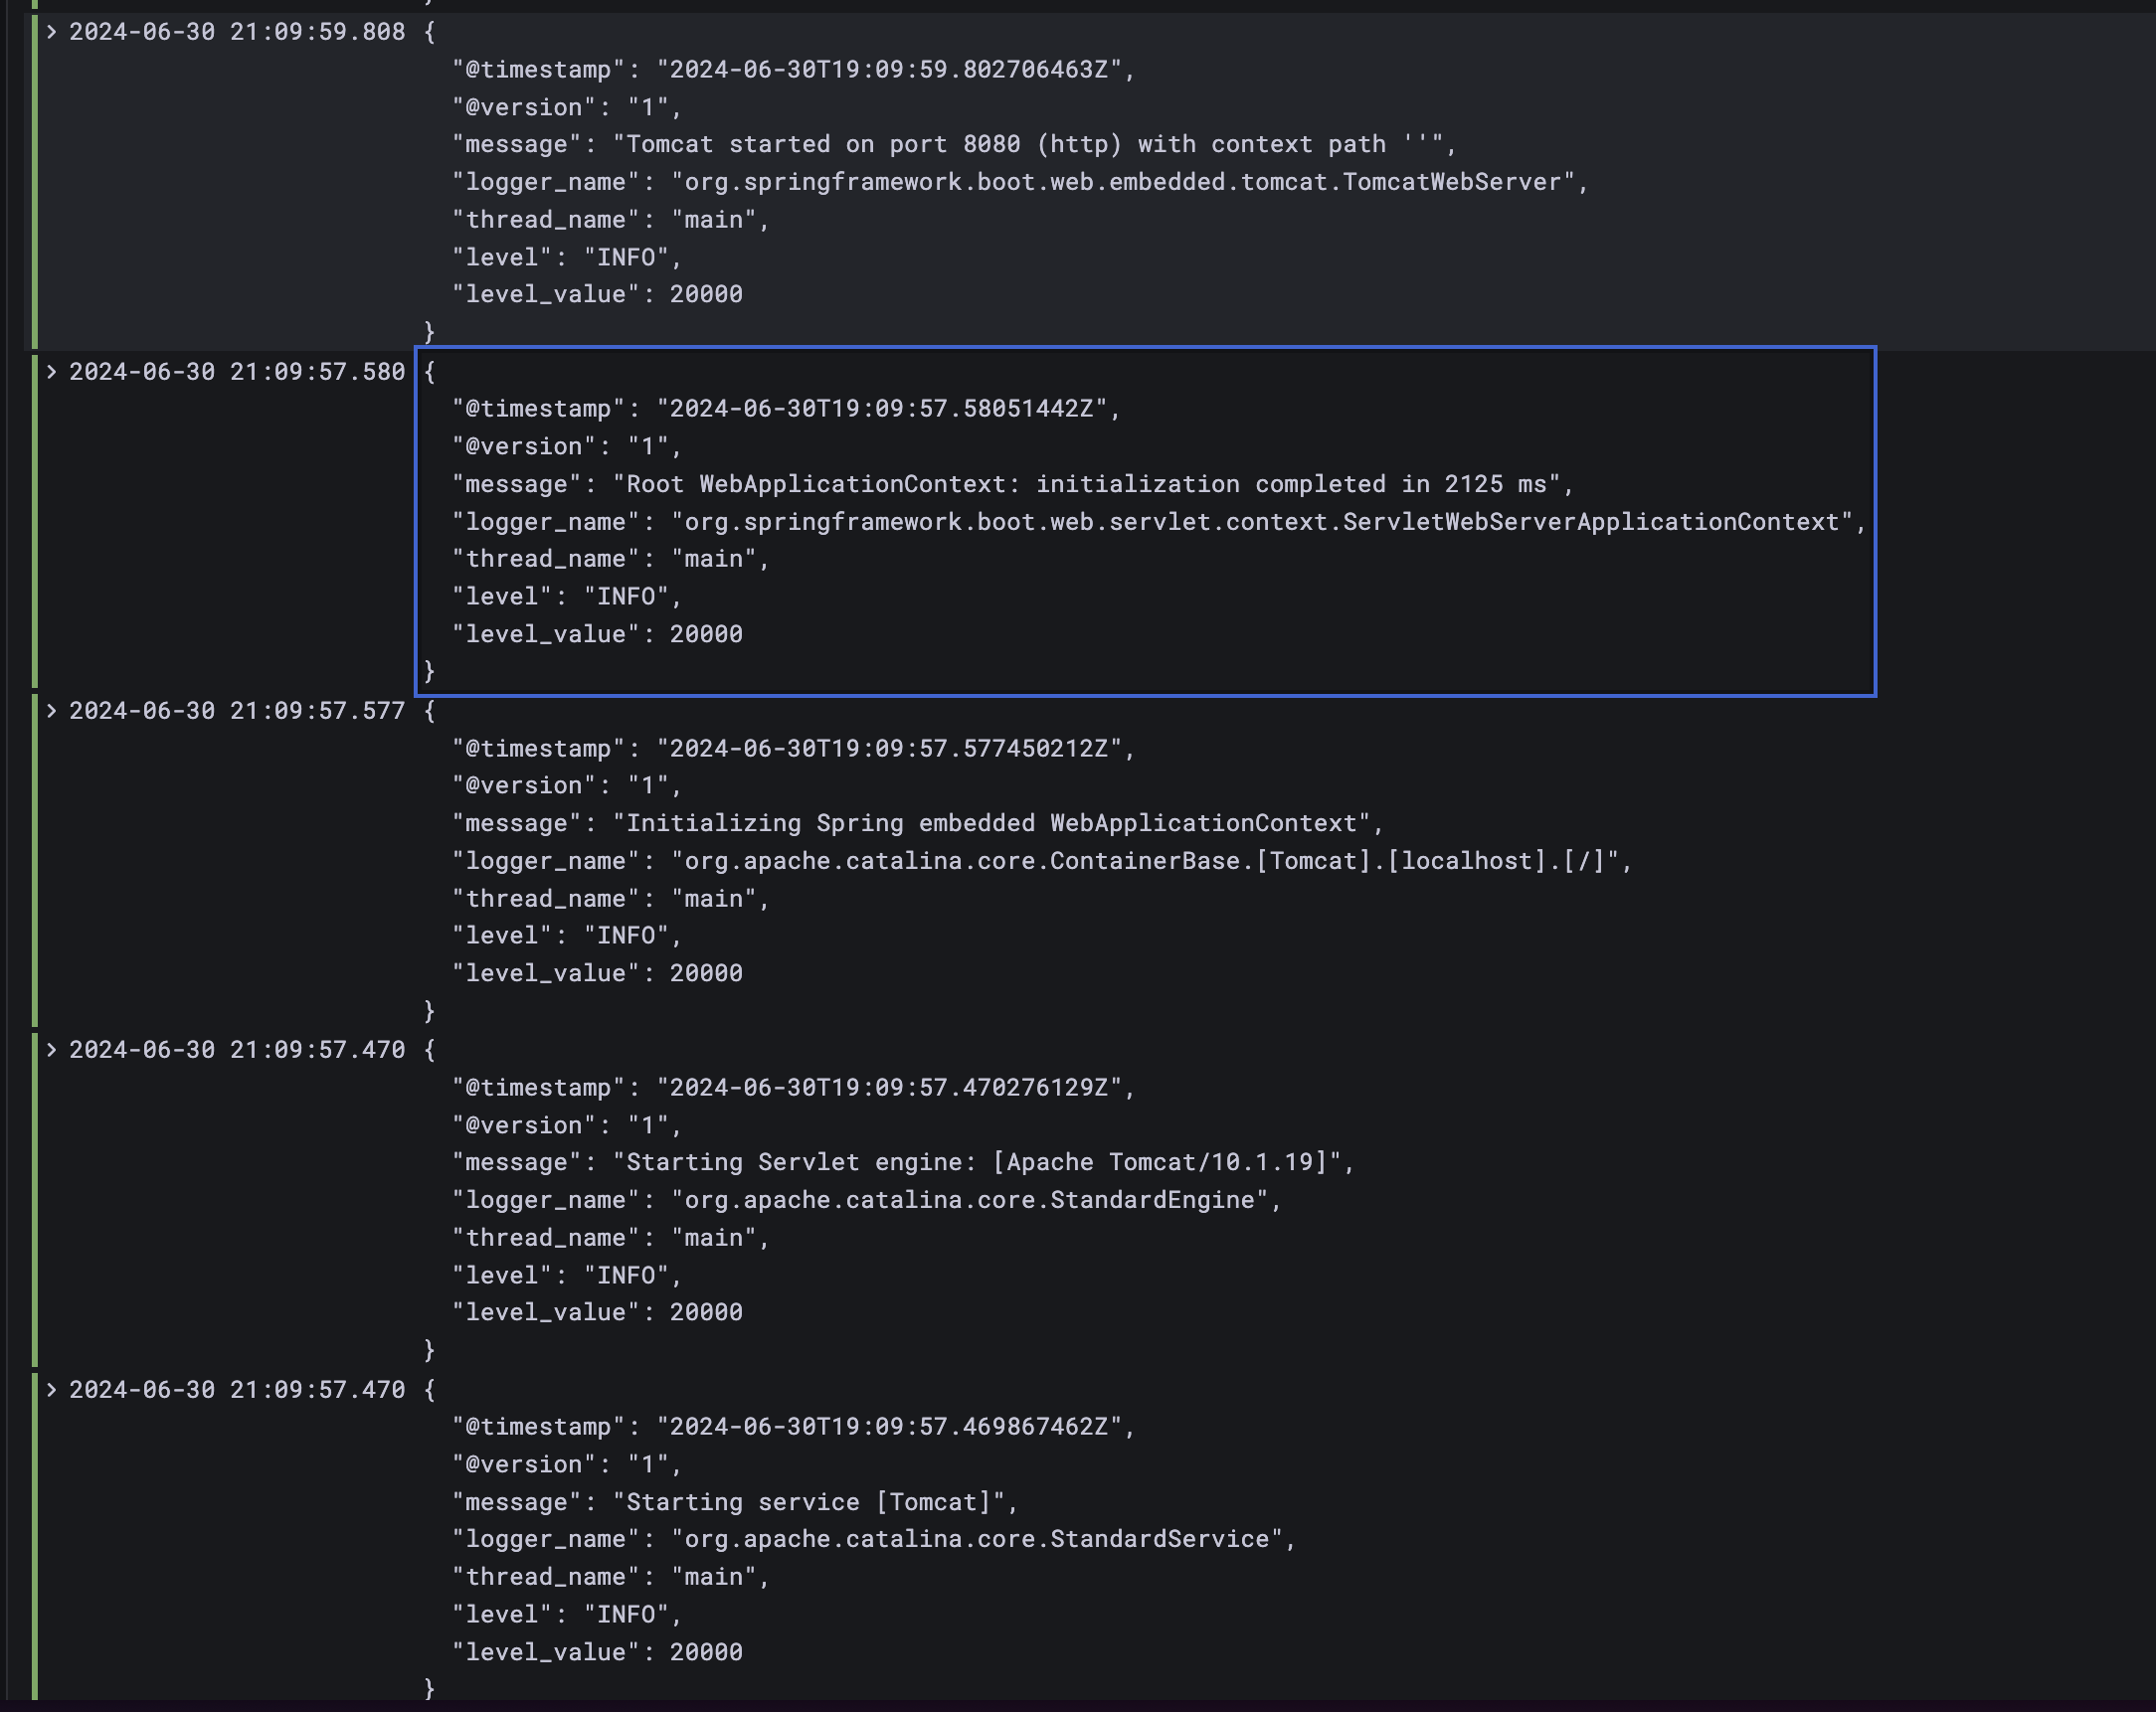 }
2024-06-30 21:09:59.808 {
"@timestamp": "2024-06-30T19:09:59.802706463Z",
"@version": "1",
"message": "Tomcat started on port 8080 (http) with context path ''",
"logger_name": "org.springframework.boot.web.embedded.tomcat.TomcatWebServer",
"thread_name": "main",
"level": "INFO",
"level_value": 20000
}
2024-06-30 21:09:57.580 {
"@timestamp": "2024-06-30T19:09:57.58051442Z",
"@version": "1",
"message": "Root WebApplicationContext: initialization completed in 2125 ms",
"logger_name": "org.springframework.boot.web.servlet.context.ServletWebServerApplicationContext",
"thread_name": "main",
"level": "INFO",
"level_value": 20000
}
2024-06-30 21:09:57.577 {
"@timestamp": "2024-06-30T19:09:57.577450212Z",
"@version": "1",
"message": "Initializing Spring embedded WebApplicationContext",
"logger_name": "org.apache.catalina.core.ContainerBase.[Tomcat].[localhost].[/]",
"thread_name": "main",
"level": "INFO",
"level_value": 20000
}
2024-06-30 21:09:57.470 {
"@timestamp": "2024-06-30T19:09:57.470276129Z",
"@version": "1",
"message": "Starting Servlet engine: [Apache Tomcat/10.1.19]",
"logger_name": "org.apache.catalina.core.StandardEngine",
"thread_name": "main",
"level": "INFO",
"level_value": 20000
}
2024-06-30 21:09:57.470 {
"@timestamp": "2024-06-30T19:09:57.469867462Z",
"@version": "1",
"message": "Starting service [Tomcat]",
"logger_name": "org.apache.catalina.core.StandardService",
"thread_name": "main",
"level": "INFO",
"level_value": 20000
}